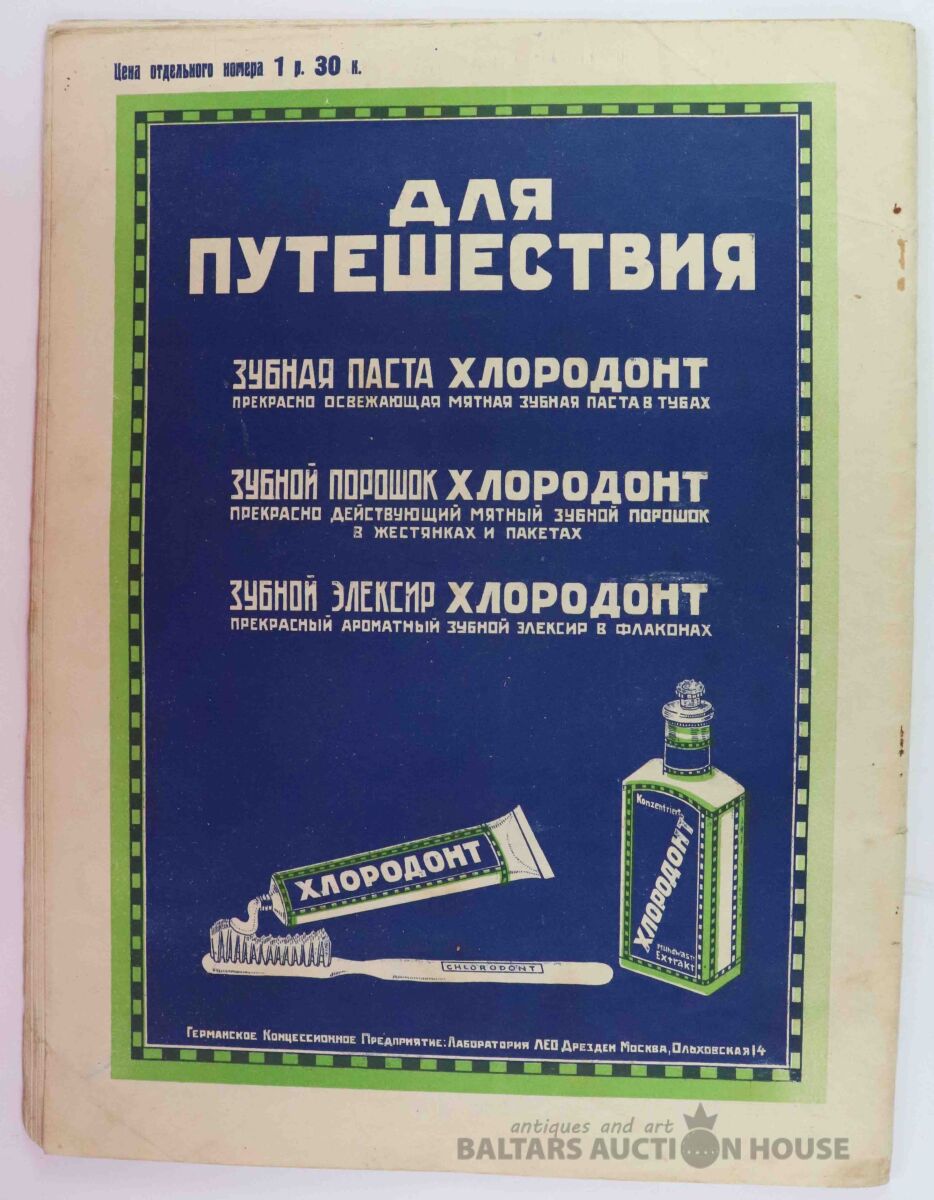 Цена отдельного номера 1 р. 30 к.
ДЛЯ
ПУТЕШЕСТВИЯ
ЗУБНАЯ ПАСТА ХЛОРОДОНТ
ПРЕКРАСНО ОСВЕЖАЮЩАЯ МЯТНАЯ ЗУБНАЯ ПАСТА В ТУБАХ
ЗУБНОЙ ПОРОШОК ХЛОРОДОНТ
ПРЕКРАСНО ДЕЙСТВУЮЩИЙ МЯТНЫЙ ЗУБНОЙ ПОРОШОК
В ЖЕСТЯНКАХ И ПАКЕТАХ
ЗУБНОЙ ЭЛЕКСИР ХЛОРОДОНТ
ПРЕКРАСНЫЙ АРОМАТНЫЙ ЗУБНОЙ ЭЛЕКСИР В ФЛАКОНАХ
Konzentriert
ХЛОРОДОНТ
Extrakt
ХЛОРОДОНТ
CHLORODONT
Германское Концессионное Предприятие: Лаборатория ЛЕО Дрезден Москва, Ольховская 14
antiques and art
BALTARS AUCTION HOUSE